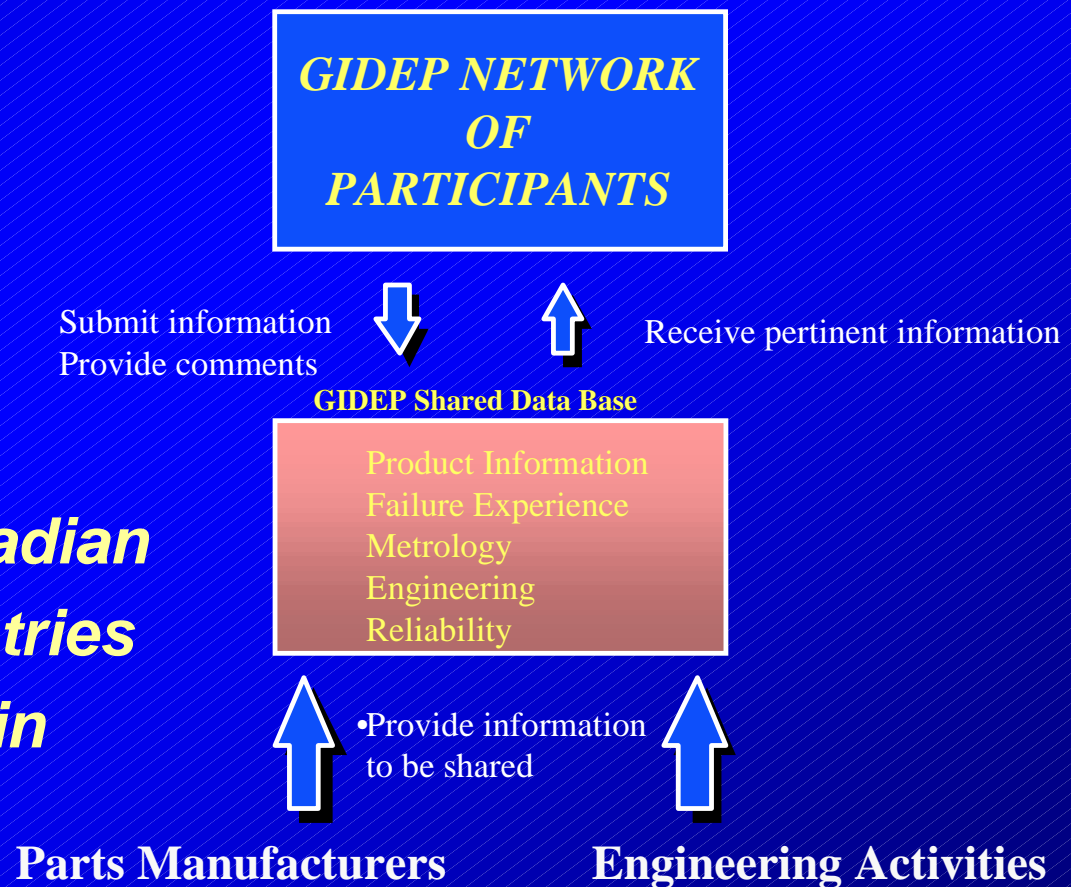 GIDEP NETWORK
OF
PARTICIPANTS
Submit information
Provide comments
Receive pertinent information
GIDEP Shared Data Base
Product Information
Failure Experience
Metrology
Engineering
Reliability
adian
tries
in
•Provide information
to be shared
Parts Manufacturers
Engineering Activities